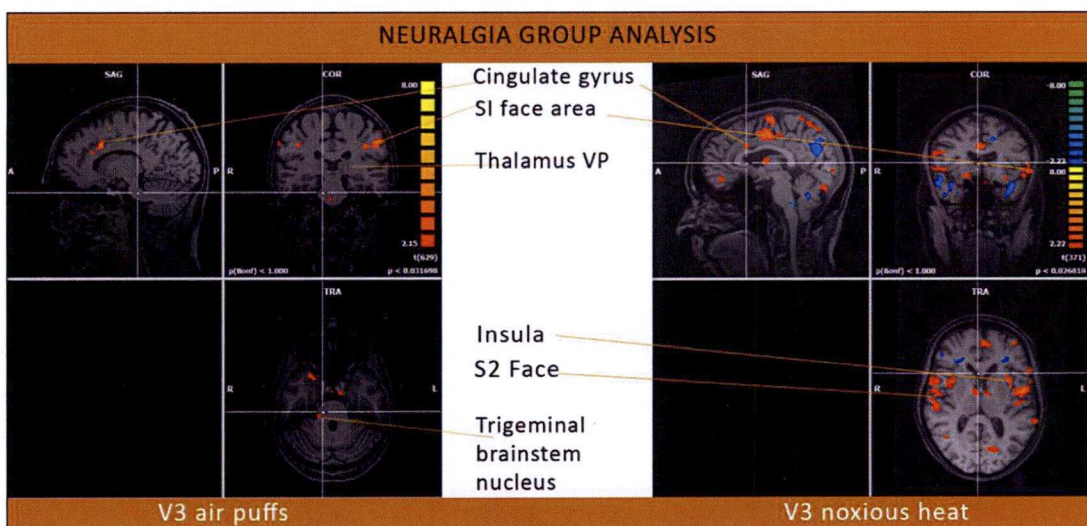 NEURALGIA GROUP ANALYSIS
SAG
COR
8.00
A
P
R
2.15
t(629)
p(Bonf) < 1.000
p < 0.031698
TRA
R
L
Cingulate gyrus
SI face area
Thalamus VP
Insula
S2 Face
Trigeminal
brainstem
nucleus
SAG
COR
-8.00
A
P
R
-2.22
8.00
2.22
t(371)
p(Bonf) < 1.000
p < 0.026818
TRA
R
L
V3 air puffs
V3 noxious heat